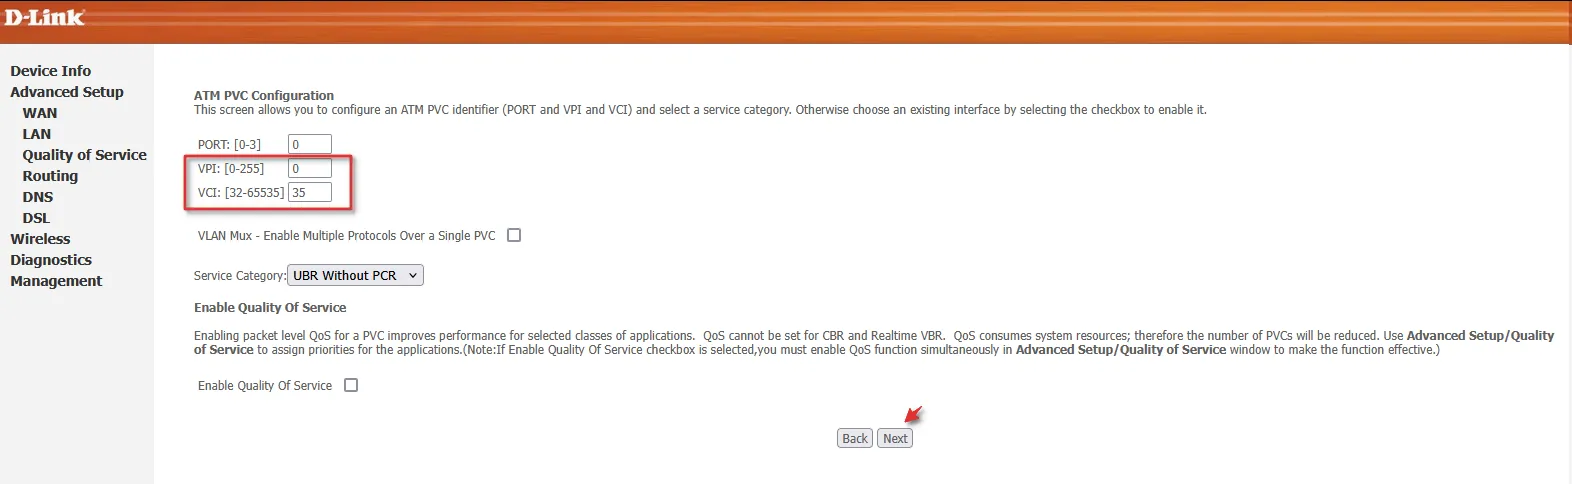 D-Link
Device Info
Advanced Setup
WAN
LAN
Quality of Service
Routing
DNS
DSL
Wireless
Diagnostics
Management
ATM PVC Configuration
This screen allows you to configure an ATM PVC identifier (PORT and VPI and VCI) and select a service category. Otherwise choose an existing interface by selecting the checkbox to enable it.
PORT: [0-3] 0
VPI: [0-255] 0
VCI: [32-65535] 35
VLAN Mux - Enable Multiple Protocols Over a Single PVC
Service Category: UBR Without PCR
Enable Quality Of Service
Enabling packet level QoS for a PVC improves performance for selected classes of applications.  QoS cannot be set for CBR and Realtime VBR.  QoS consumes system resources; therefore the number of PVCs will be reduced. Use Advanced Setup/Quality
of Service to assign priorities for the applications.(Note:If Enable Quality Of Service checkbox is selected,you must enable QoS function simultaneously in Advanced Setup/Quality of Service window to make the function effective.)
Enable Quality Of Service
Back Next